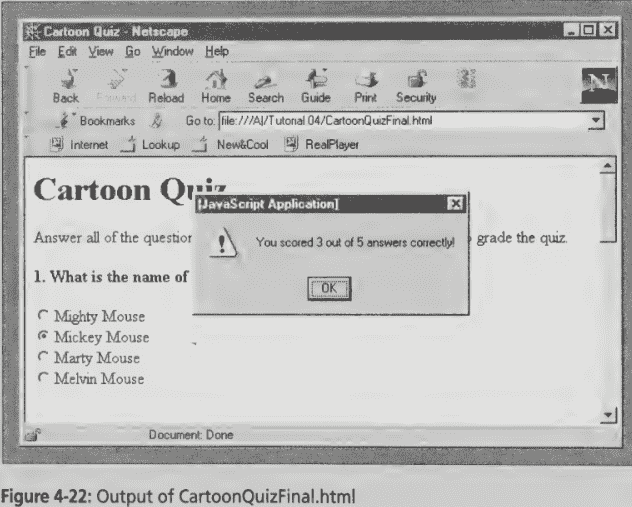 Cartoon Quiz - Netscape
File Edit View Go Window Help
Back Forward Reload Home Search Guide Print Security
N
Bookmarks Go to: file:///A|/Tutorial 04/CartoonQuizFinal.html
Internet Lookup New&Cool RealPlayer
Cartoon Quiz
[JavaScript Application]
Answer all of the question
You scored 3 out of 5 answers correctly!
grade the quiz.
1. What is the name of
OK
Mighty Mouse
Mickey Mouse
Marty Mouse
Melvin Mouse
Document: Done
Figure 4-22: Output of CartoonQuizFinal.html